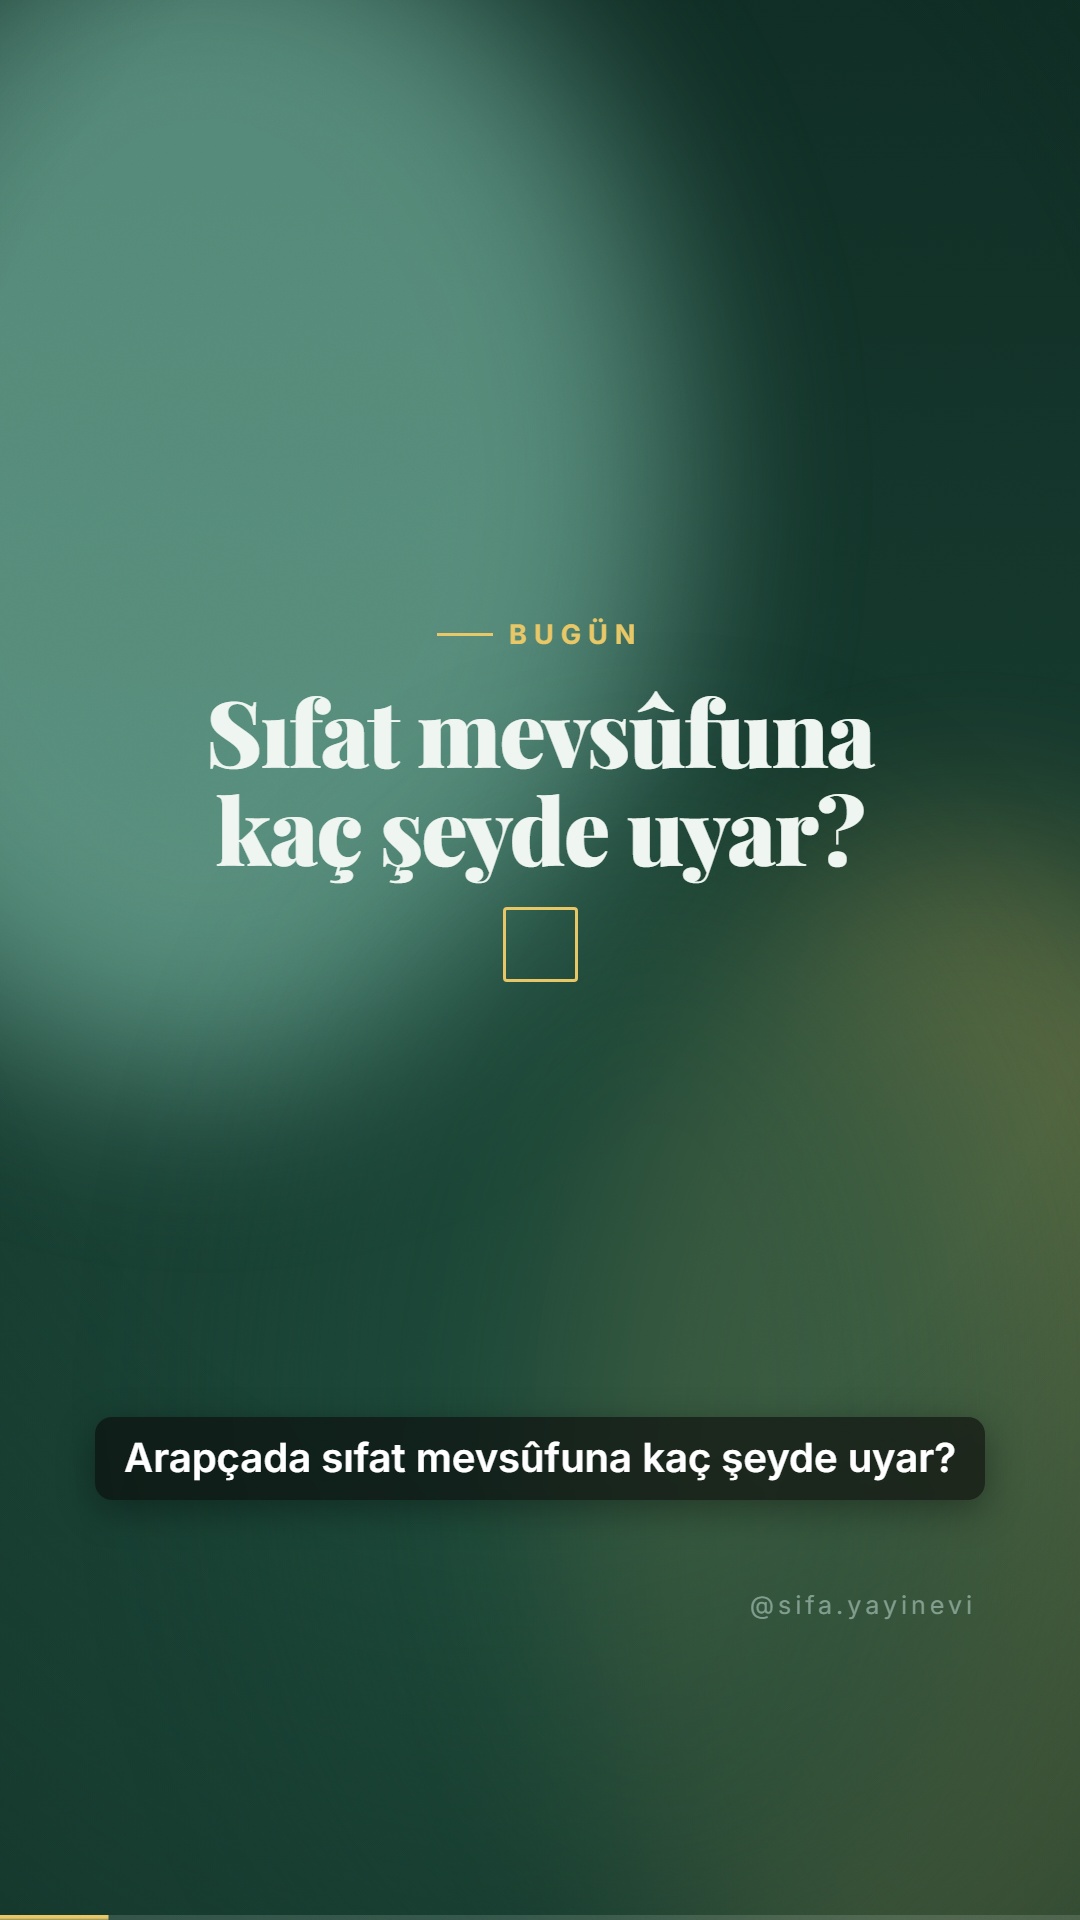 BUGÜN
Sıfat mevsûfuna
kaç şeyde uyar?
Arapçada sıfat mevsûfuna kaç şeyde uyar?
@sifa.yayinevi